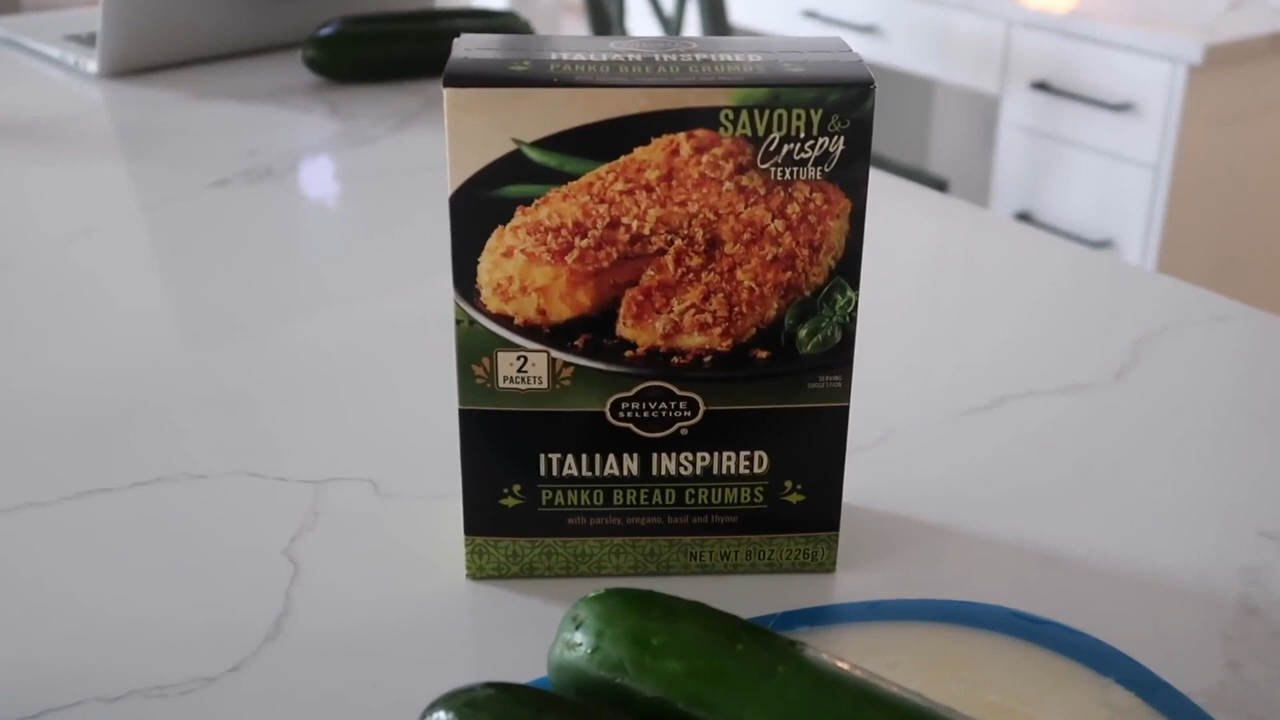 ITALIAN INSPIRED
PANKO BREAD CRUMBS
SAVORY &
Crispy
TEXTURE
2
PACKETS
SERVING
SUGGESTION
PRIVATE
SELECTION
®
ITALIAN INSPIRED
PANKO BREAD CRUMBS
with parsley, oregano, basil and thyme
NET WT 8 OZ (226g)